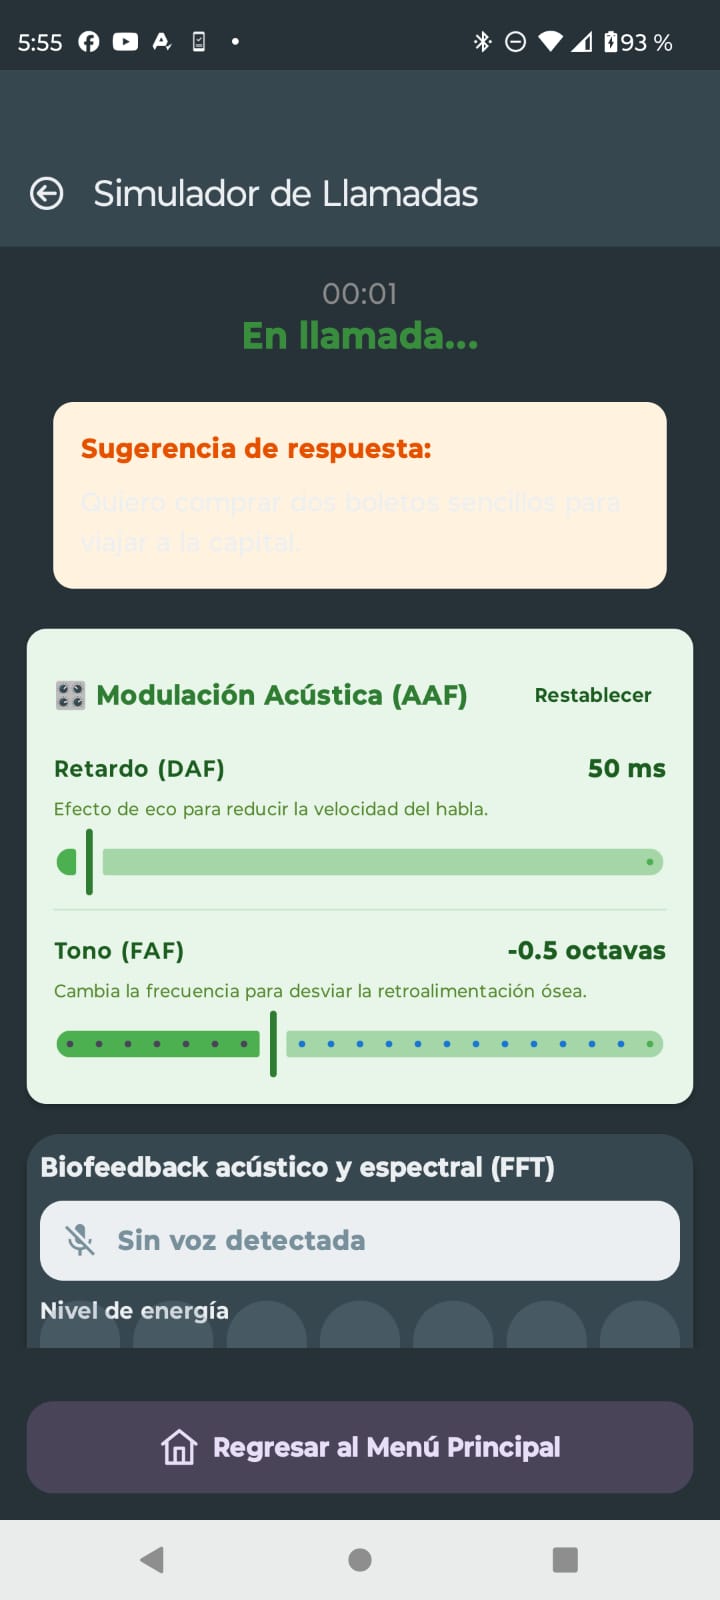 5:55
93 %
Simulador de Llamadas
00:01
En llamada...
Sugerencia de respuesta:
Quiero comprar dos boletos sencillos para
viajar a la capital.
Modulación Acústica (AAF)
Restablecer
Retardo (DAF)
50 ms
Efecto de eco para reducir la velocidad del habla.
Tono (FAF)
-0.5 octavas
Cambia la frecuencia para desviar la retroalimentación ósea.
Biofeedback acústico y espectral (FFT)
Sin voz detectada
Nivel de energía
Regresar al Menú Principal